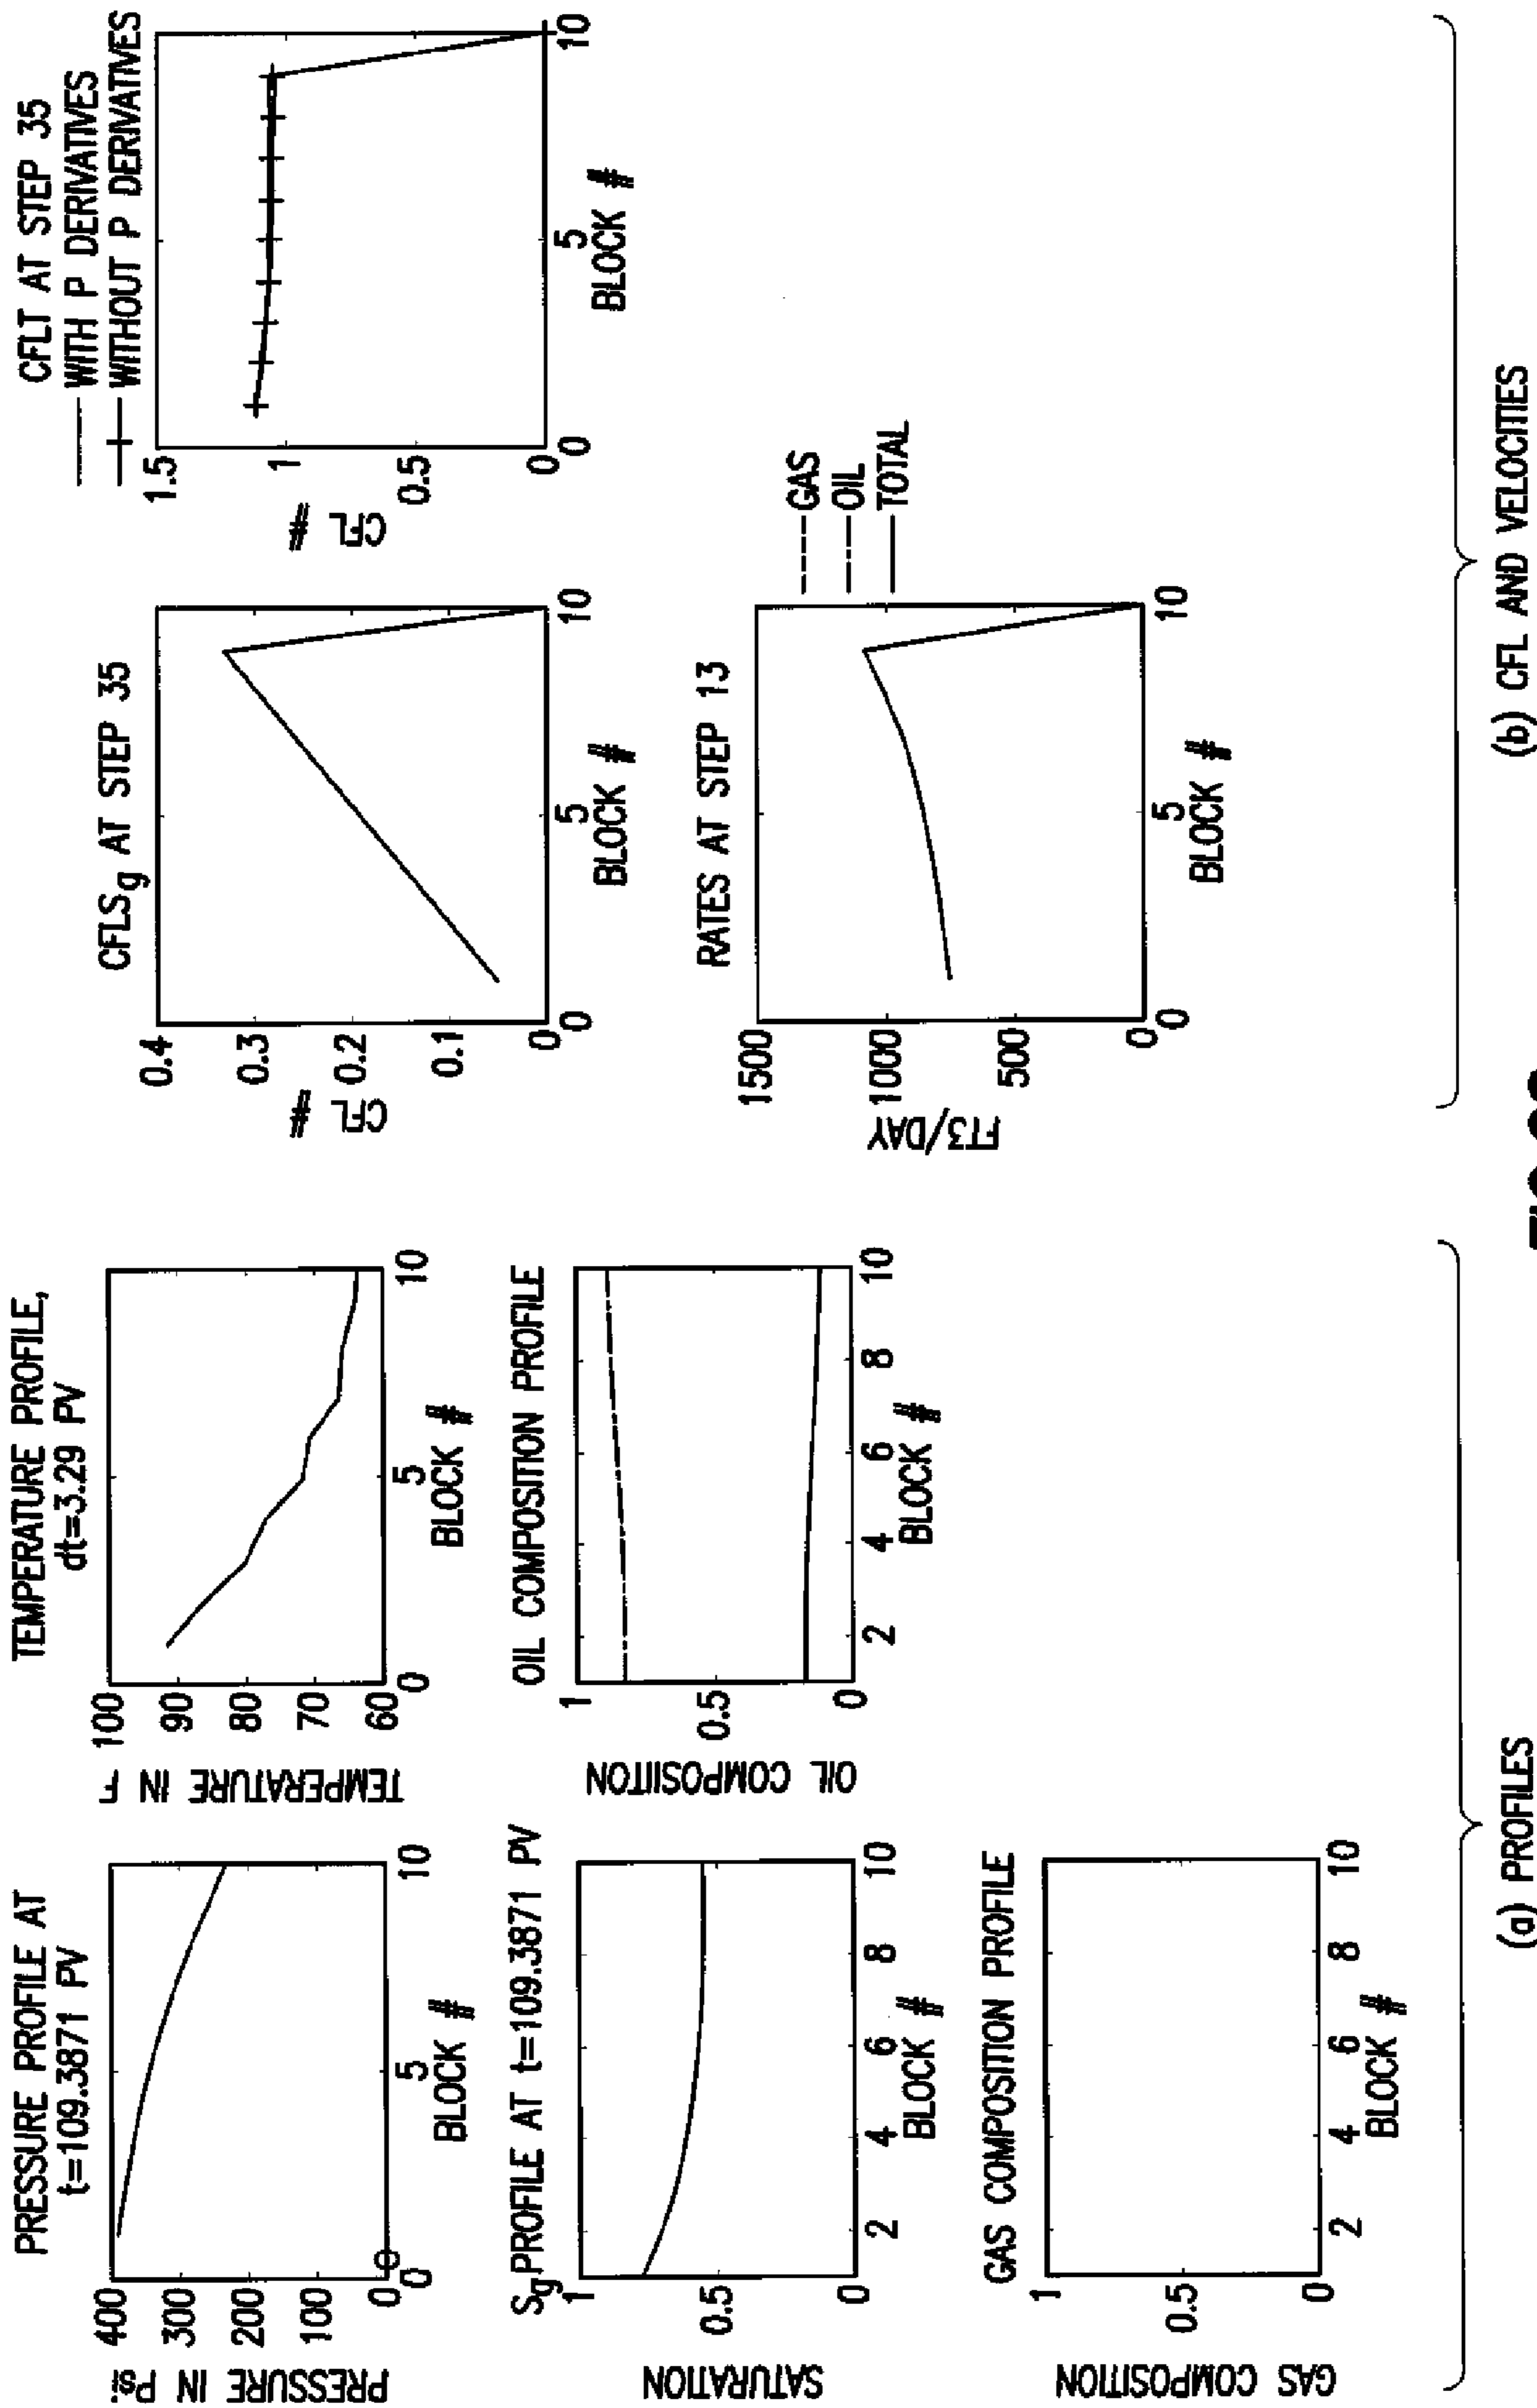 PRESSURE PROFILE AT
t=109.3871 PV
400
300
200
100
0
PRESSURE IN Psi
0
5
10
BLOCK #
TEMPERATURE PROFILE,
dt=3.29 PV
100
90
80
70
60
TEMPERATURE IN F
0
5
10
BLOCK #
SgPROFILE AT t=109.3871 PV
1
0.5
0
SATURATION
2
4
6
8
10
BLOCK #
OIL COMPOSITION PROFILE
1
0.5
0
OIL COMPOSIITON
2
4
6
8
10
BLOCK #
GAS COMPOSITION PROFILE
1
0.5
0
GAS COMPOSITION
2
4
6
8
10
BLOCK #
(a) PROFILES
CFLSg AT STEP 35
0.4
0.3
0.2
0.1
0
CFL #
0
5
10
BLOCK #
CFLT AT STEP 35
WITH P DERIVATIVES
WITHOUT P DERIVATIVES
1.5
1
0.5
0
CFL #
0
5
10
BLOCK #
RATES AT STEP 13
1500
1000
500
0
FT3/DAY
0
5
10
BLOCK #
GAS
OIL
TOTAL
(b) CFL AND VELOCITIES